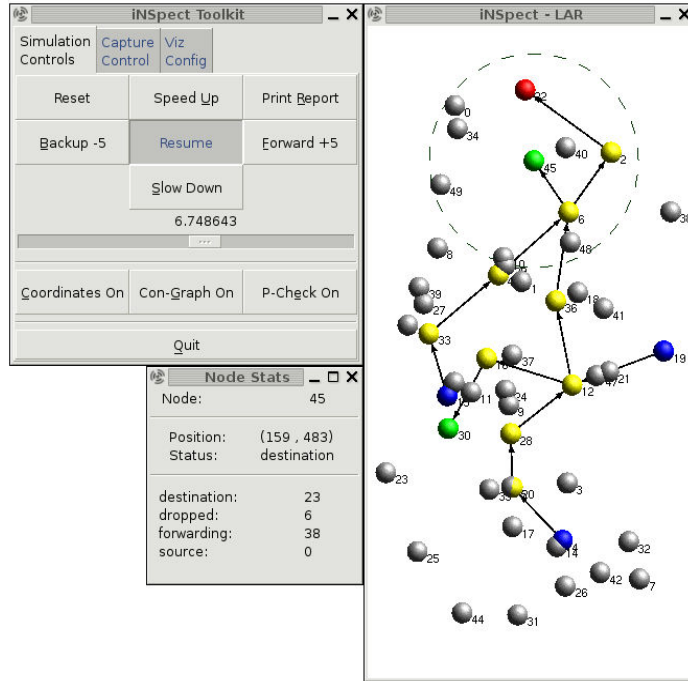 iNSpect Toolkit
Simulation Controls
Capture Control
Viz Config
Reset
Speed Up
Print Report
Backup -5
Resume
Forward +5
Slow Down
6.748643
Coordinates On
Con-Graph On
P-Check On
Quit
Node Stats
Node: 45
Position: (159 , 483)
Status: destination
destination: 23
dropped: 6
forwarding: 38
source: 0
iNSpect - LAR
22
0
34
40
2
45
49
6
38
48
8
10
1
39
27
18
36
41
33
37
19
21
47
12
11
24
9
30
28
23
3
20
17
4
14
32
25
42
7
26
44
31